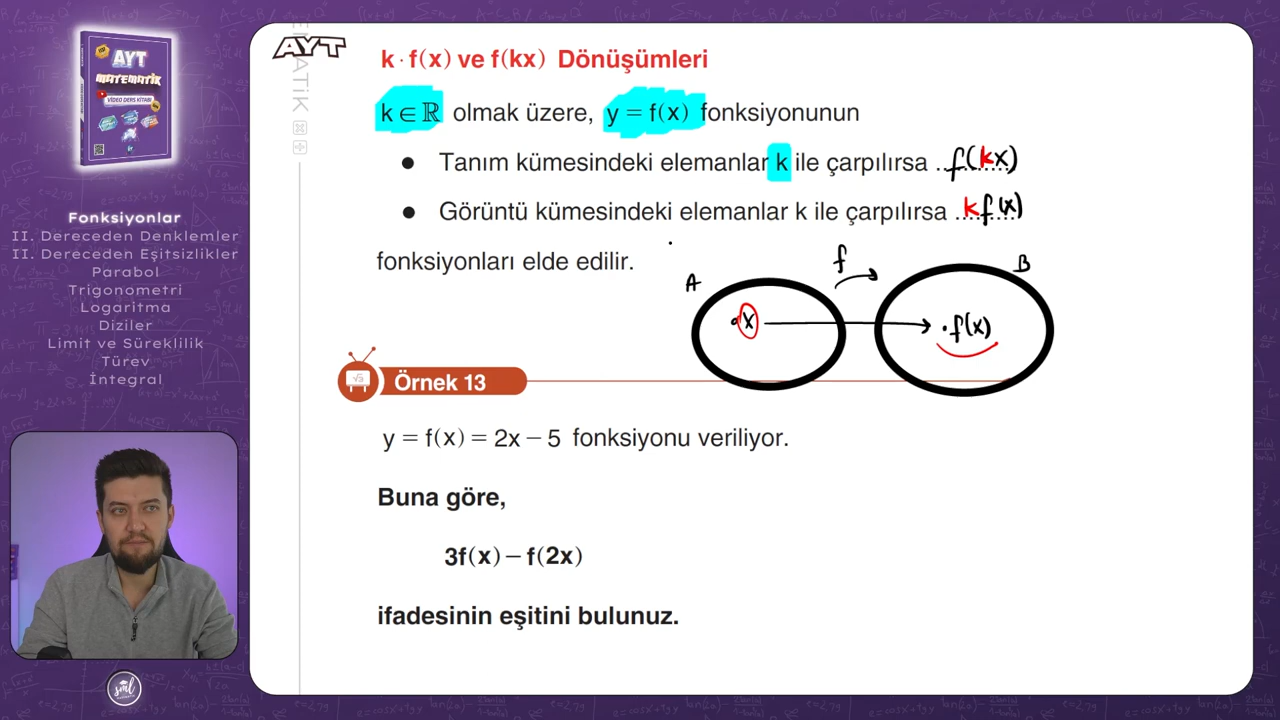 AYT
MATEMATİK
VİDEO DERS KİTABI
Fonksiyonlar
II. Dereceden Denklemler
II. Dereceden Eşitsizlikler
Parabol
Trigonometri
Logaritma
Diziler
Limit ve Süreklilik
Türev
İntegral
sml
AYT
k · f(x) ve f(kx) Dönüşümleri
k ∈ ℝ olmak üzere, y = f(x) fonksiyonunun
• Tanım kümesindeki elemanlar k ile çarpılırsa ....f(kx)
• Görüntü kümesindeki elemanlar k ile çarpılırsa ....kf(x)
fonksiyonları elde edilir.
A f B
x f(x)
√3
Örnek 13
y = f(x) = 2x − 5 fonksiyonu veriliyor.
Buna göre,
3f(x) − f(2x)
ifadesinin eşitini bulunuz.